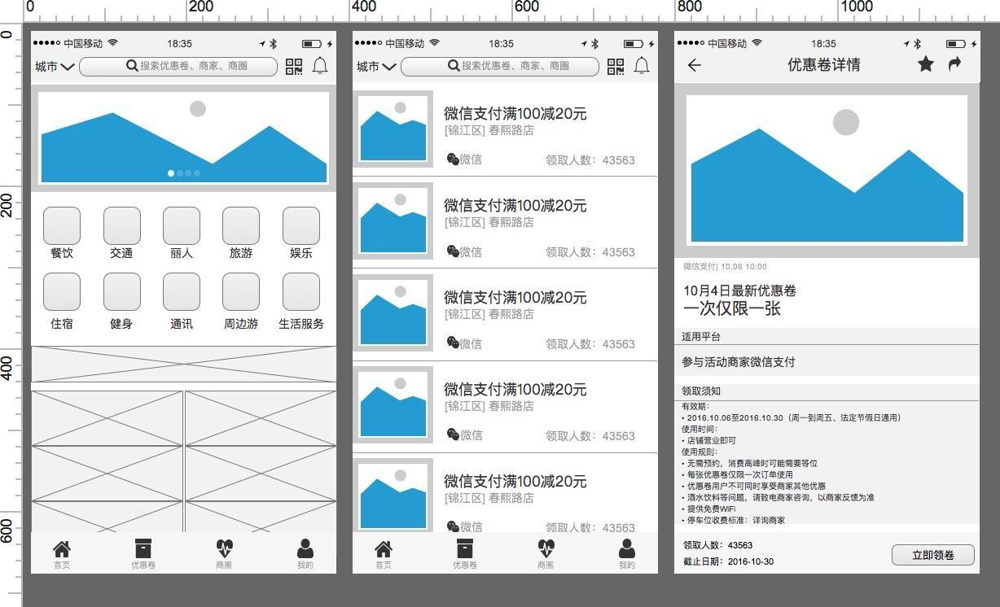 0 200 400 600 800 1000
0
200
400
600
中国移动 18:35
城市 搜索优惠卷、商家、商圈
餐饮 交通 丽人 旅游 娱乐
住宿 健身 通讯 周边游 生活服务
首页 优惠卷 商圈 我的
中国移动 18:35
城市 搜索优惠卷、商家、商圈
微信支付满100减20元
[锦江区] 春熙路店
微信 领取人数：43563
微信支付满100减20元
[锦江区] 春熙路店
微信 领取人数：43563
微信支付满100减20元
[锦江区] 春熙路店
微信 领取人数：43563
微信支付满100减20元
[锦江区] 春熙路店
微信 领取人数：43563
微信支付满100减20元
[锦江区] 春熙路店
微信 领取人数：43563
首页 优惠卷 商圈 我的
中国移动 18:35
优惠卷详情
微信支付| 10.06 10:00
10月4日最新优惠卷
一次仅限一张
适用平台
参与活动商家微信支付
领取须知
有效期：
• 2016.10.06至2016.10.30（周一到周五、法定节假日通用）
使用时间：
• 店铺营业即可
使用规则：
• 无需预约，消费高峰时可能需要等位
• 每张优惠卷仅限一次订单使用
• 优惠卷用户不可同时享受商家其他优惠
• 酒水饮料等问题，请致电商家咨询，以商家反馈为准
• 提供免费WiFi
• 停车位收费标准：详询商家
领取人数：43563
截止日期：2016-10-30
立即领卷